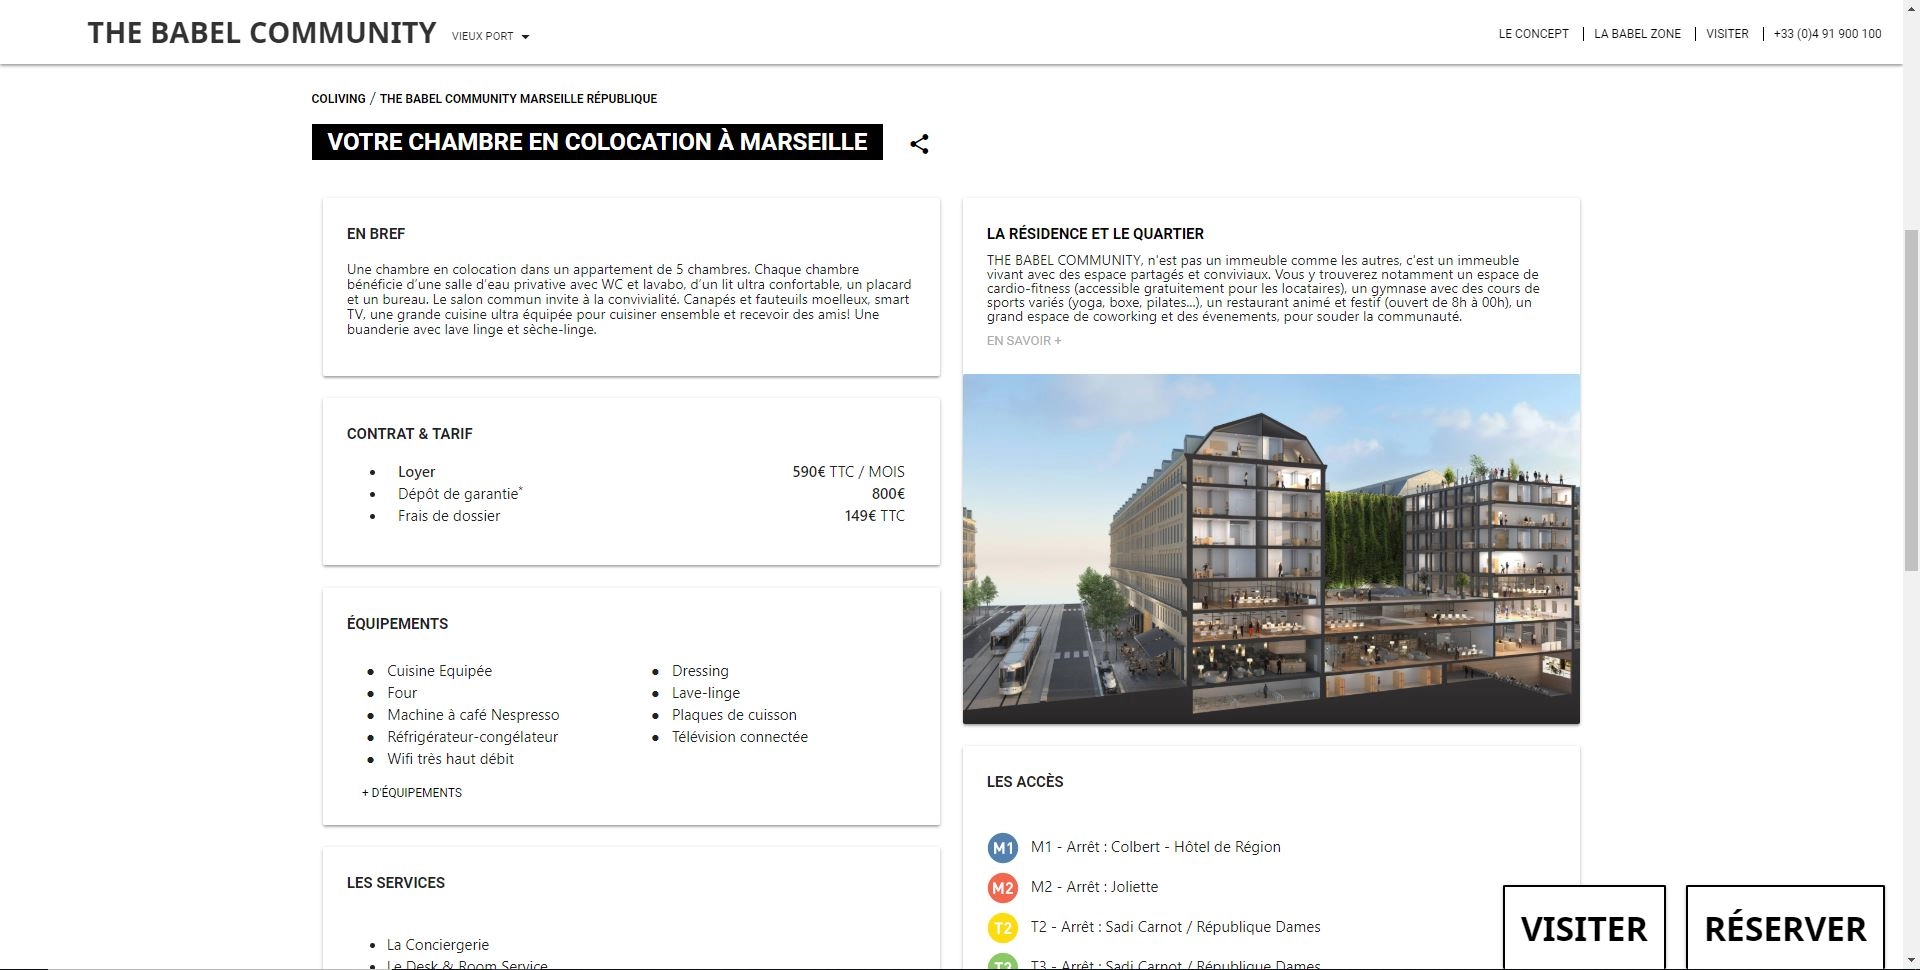 THE BABEL COMMUNITY
VIEUX PORT
LE CONCEPT
LA BABEL ZONE
VISITER
+33 (0)4 91 900 100
COLIVING / THE BABEL COMMUNITY MARSEILLE RÉPUBLIQUE
VOTRE CHAMBRE EN COLOCATION À MARSEILLE
EN BREF
Une chambre en colocation dans un appartement de 5 chambres. Chaque chambre
bénéficie d'une salle d'eau privative avec WC et lavabo, d'un lit ultra confortable, un placard
et un bureau. Le salon commun invite à la convivialité. Canapés et fauteuils moelleux, smart
TV, une grande cuisine ultra équipée pour cuisiner ensemble et recevoir des amis! Une
buanderie avec lave linge et sèche-linge.
CONTRAT & TARIF
• Loyer 590€ TTC / MOIS
• Dépôt de garantie* 800€
• Frais de dossier 149€ TTC
ÉQUIPEMENTS
• Cuisine Equipée
• Four
• Machine à café Nespresso
• Réfrigérateur-congélateur
• Wifi très haut débit
• Dressing
• Lave-linge
• Plaques de cuisson
• Télévision connectée
+ D'ÉQUIPEMENTS
LES SERVICES
• La Conciergerie
• Le Desk & Room Service
LA RÉSIDENCE ET LE QUARTIER
THE BABEL COMMUNITY, n'est pas un immeuble comme les autres, c'est un immeuble
vivant avec des espace partagés et conviviaux. Vous y trouverez notamment un espace de
cardio-fitness (accessible gratuitement pour les locataires), un gymnase avec des cours de
sports variés (yoga, boxe, pilates...), un restaurant animé et festif (ouvert de 8h à 00h), un
grand espace de coworking et des évenements, pour souder la communauté.
EN SAVOIR +
LES ACCÈS
M1 M1 - Arrêt : Colbert - Hôtel de Région
M2 M2 - Arrêt : Joliette
T2 T2 - Arrêt : Sadi Carnot / République Dames
T3 T3 - Arrêt : Sadi Carnot / République Dames
VISITER
RÉSERVER